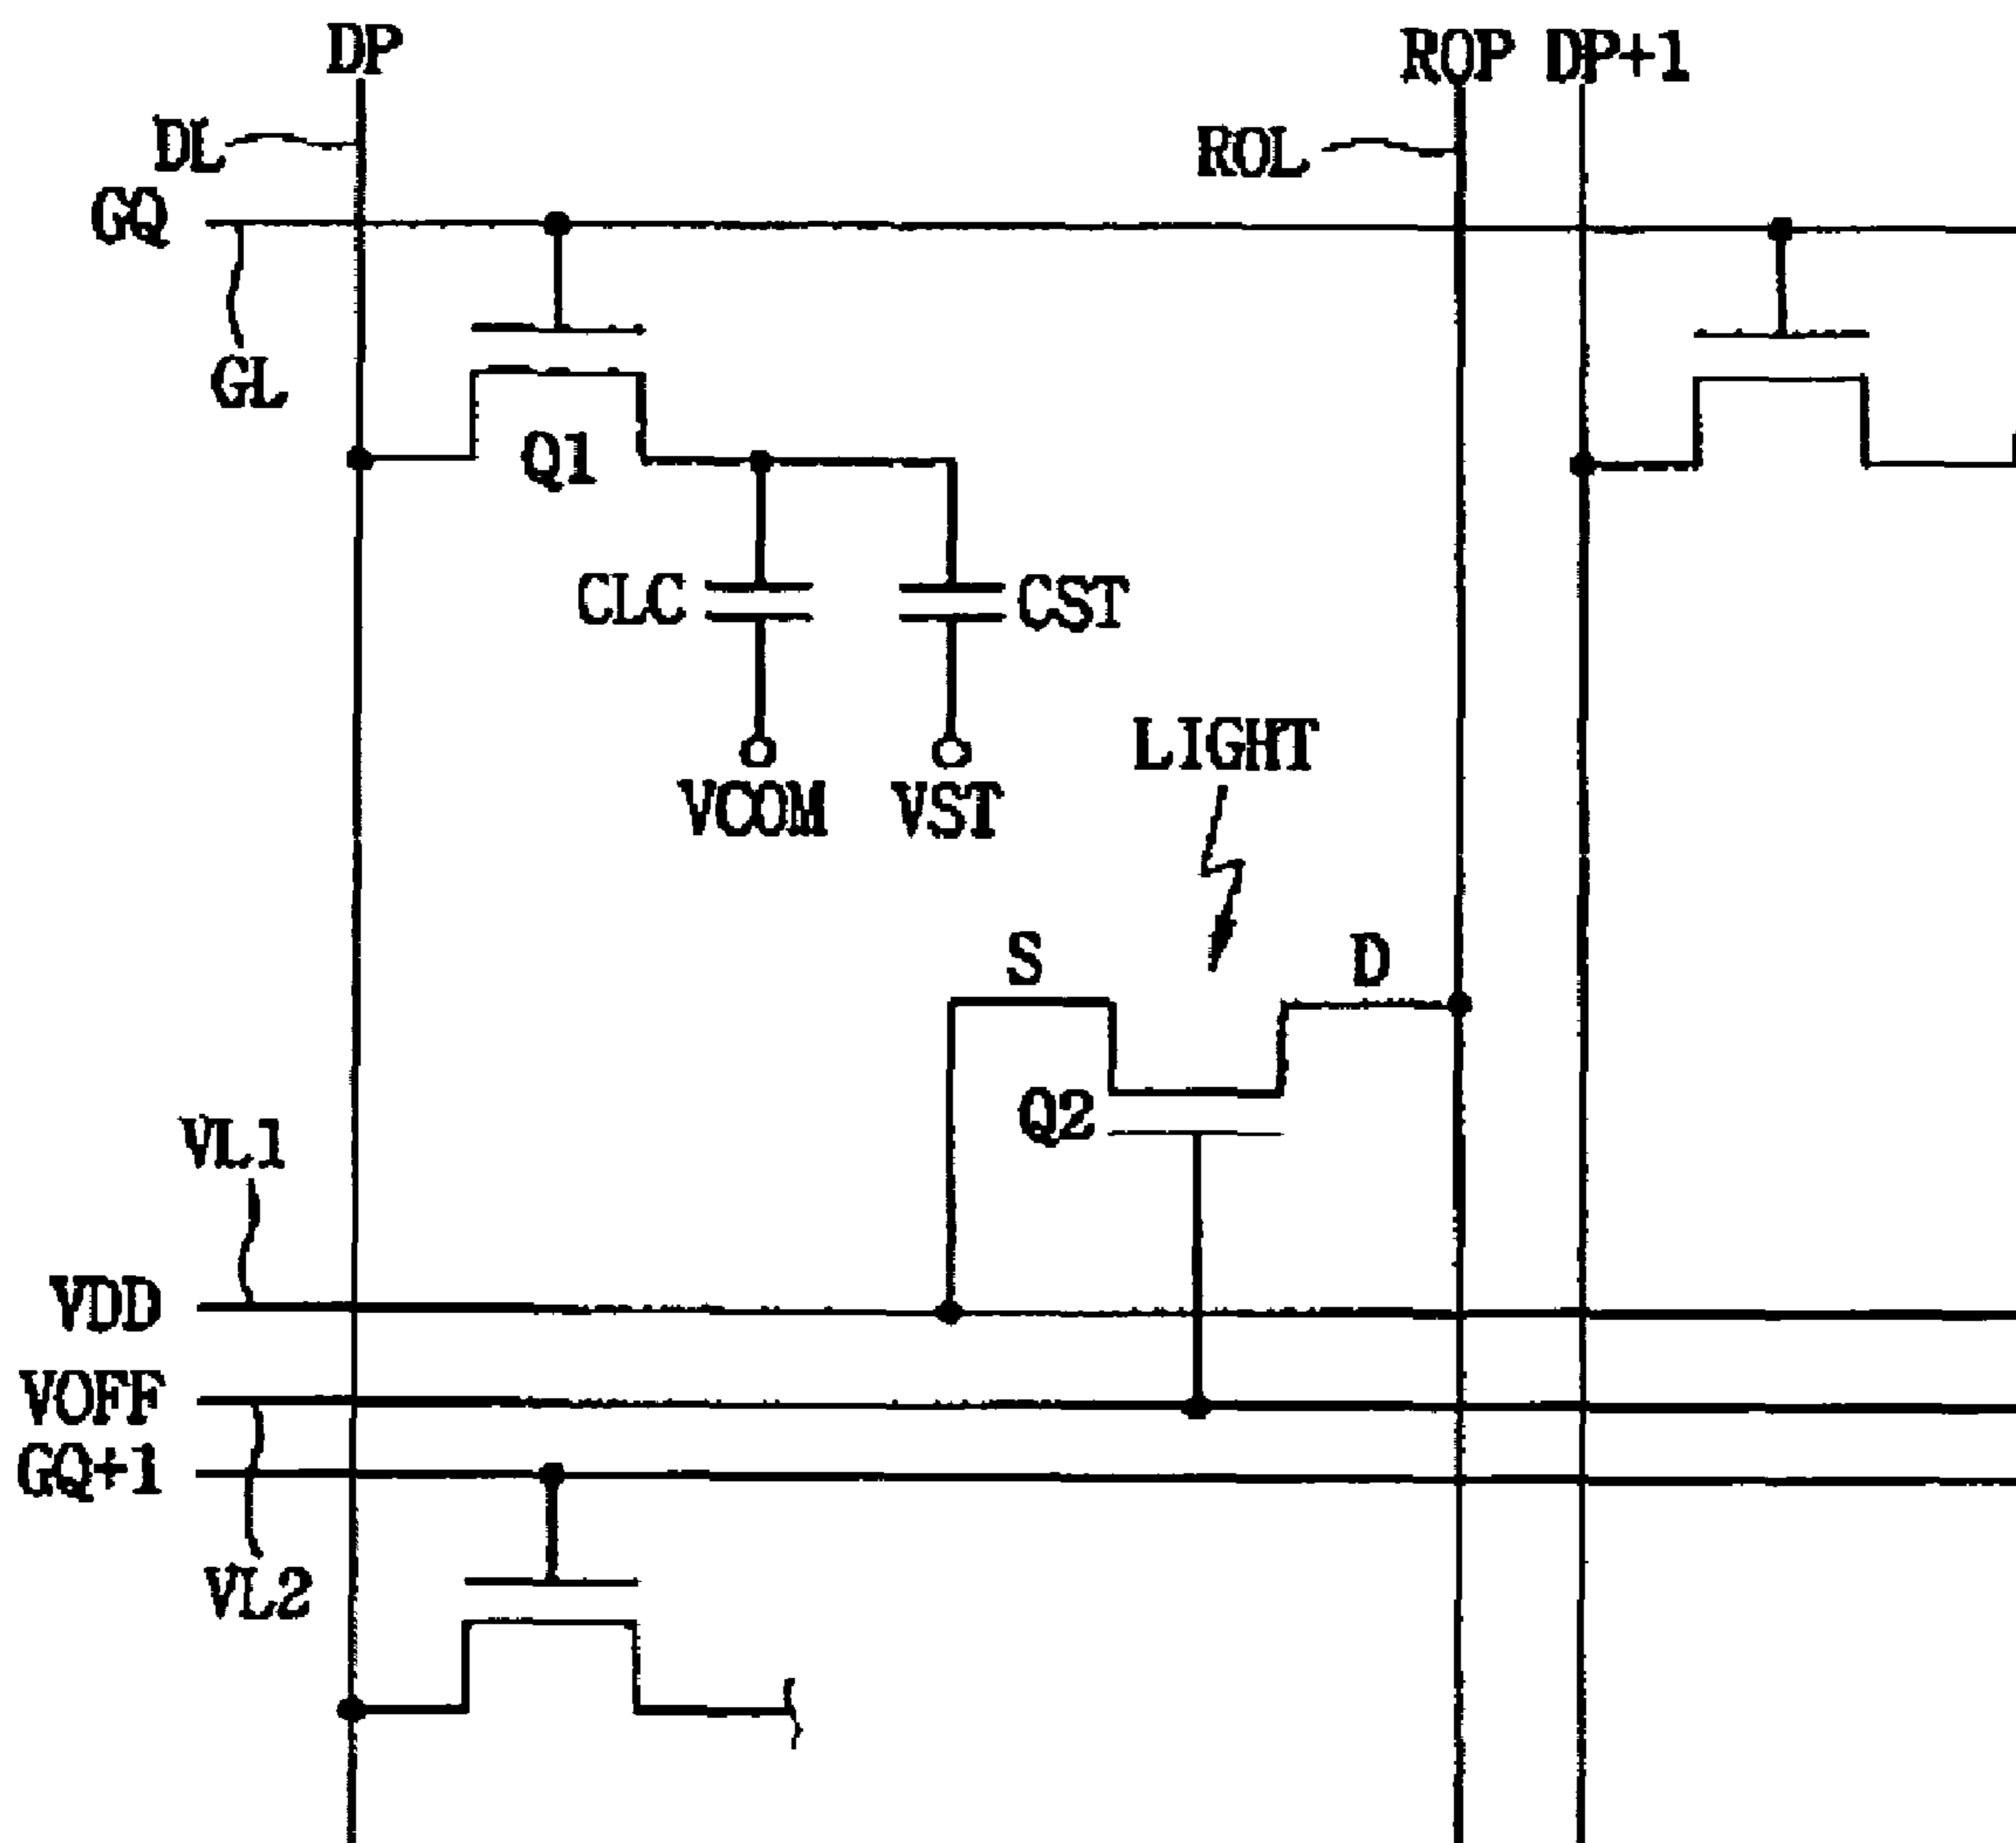 DP
ROP DP+1
DL
ROL
GQ
GL
Q1
CLC
CST
LIGHT
VCOM
VST
S
D
Q2
VL1
VDD
VOFF
GQ+1
VL2